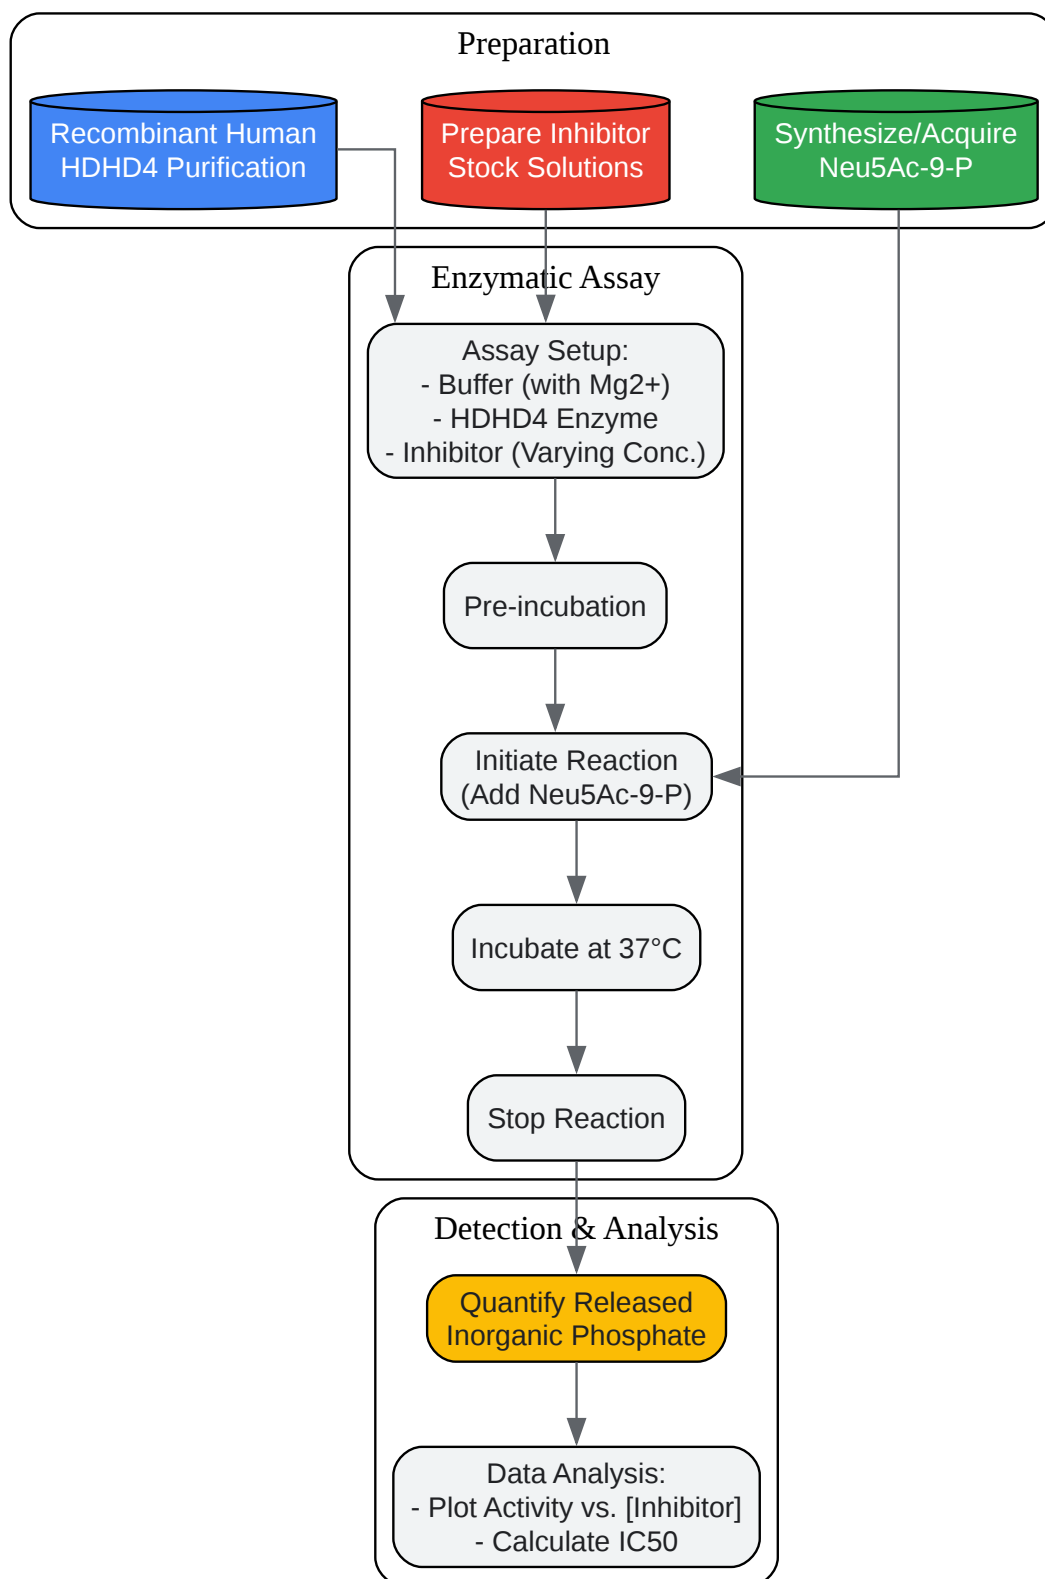 Preparation
Recombinant Human
HDHD4 Purification
Prepare Inhibitor
Stock Solutions
Synthesize/Acquire
Neu5Ac-9-P
Enzymatic Assay
Assay Setup:
- Buffer (with Mg2+)
- HDHD4 Enzyme
- Inhibitor (Varying Conc.)
Pre-incubation
Initiate Reaction
(Add Neu5Ac-9-P)
Incubate at 37°C
Stop Reaction
Detection & Analysis
Quantify Released
Inorganic Phosphate
Data Analysis:
- Plot Activity vs. [Inhibitor]
- Calculate IC50